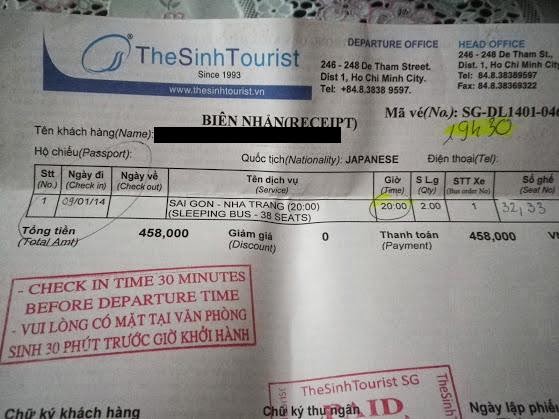 TheSinhTourist
Since 1993
www.thesinhtourist.vn
DEPARTURE OFFICE
246 - 248 De Tham Street.
Dist 1, Ho Chi Minh City.
Tel: +84.8.3838 9597.
HEAD OFFICE
246 - 248 De Tham St.,
Dist. 1, Ho Chi Minh City
Tel: 84.8.38389597
Fax: 84.8.38369322
BIÊN NHẬN(RECEIPT)
Mã vé(No.): SG-DL1401-046
19h30
Tên khách hàng(Name):
Hộ chiếu(Passport):
Quốc tịch(Nationality): JAPANESE
Điện thoại(Tel):
Stt (No.) Ngày đi (Check in) Ngày về (Check out) Tên dịch vụ (Service) Giờ (Time) S Lg (Qty) STT Xe (Bus order No) Số ghế (Seat No)
1 09/01/14 SAI GON - NHA TRANG (20:00) 20:00 2.00 1 32, 33
(SLEEPING BUS - 38 SEATS)
Tổng tiền 458,000 Giảm giá 0 Thanh toán 458,000
(Total Amt) (Discount) (Payment)
- CHECK IN TIME 30 MINUTES
BEFORE DEPARTURE TIME
- VUI LÒNG CÓ MẶT TẠI VĂN PHÒNG
SINH 30 PHÚT TRƯỚC GIỜ KHỞI HÀNH
TheSinhTourist SG
PAID
Chữ ký khách hàng
Chữ ký thu ngân
Ngày lập phiếu